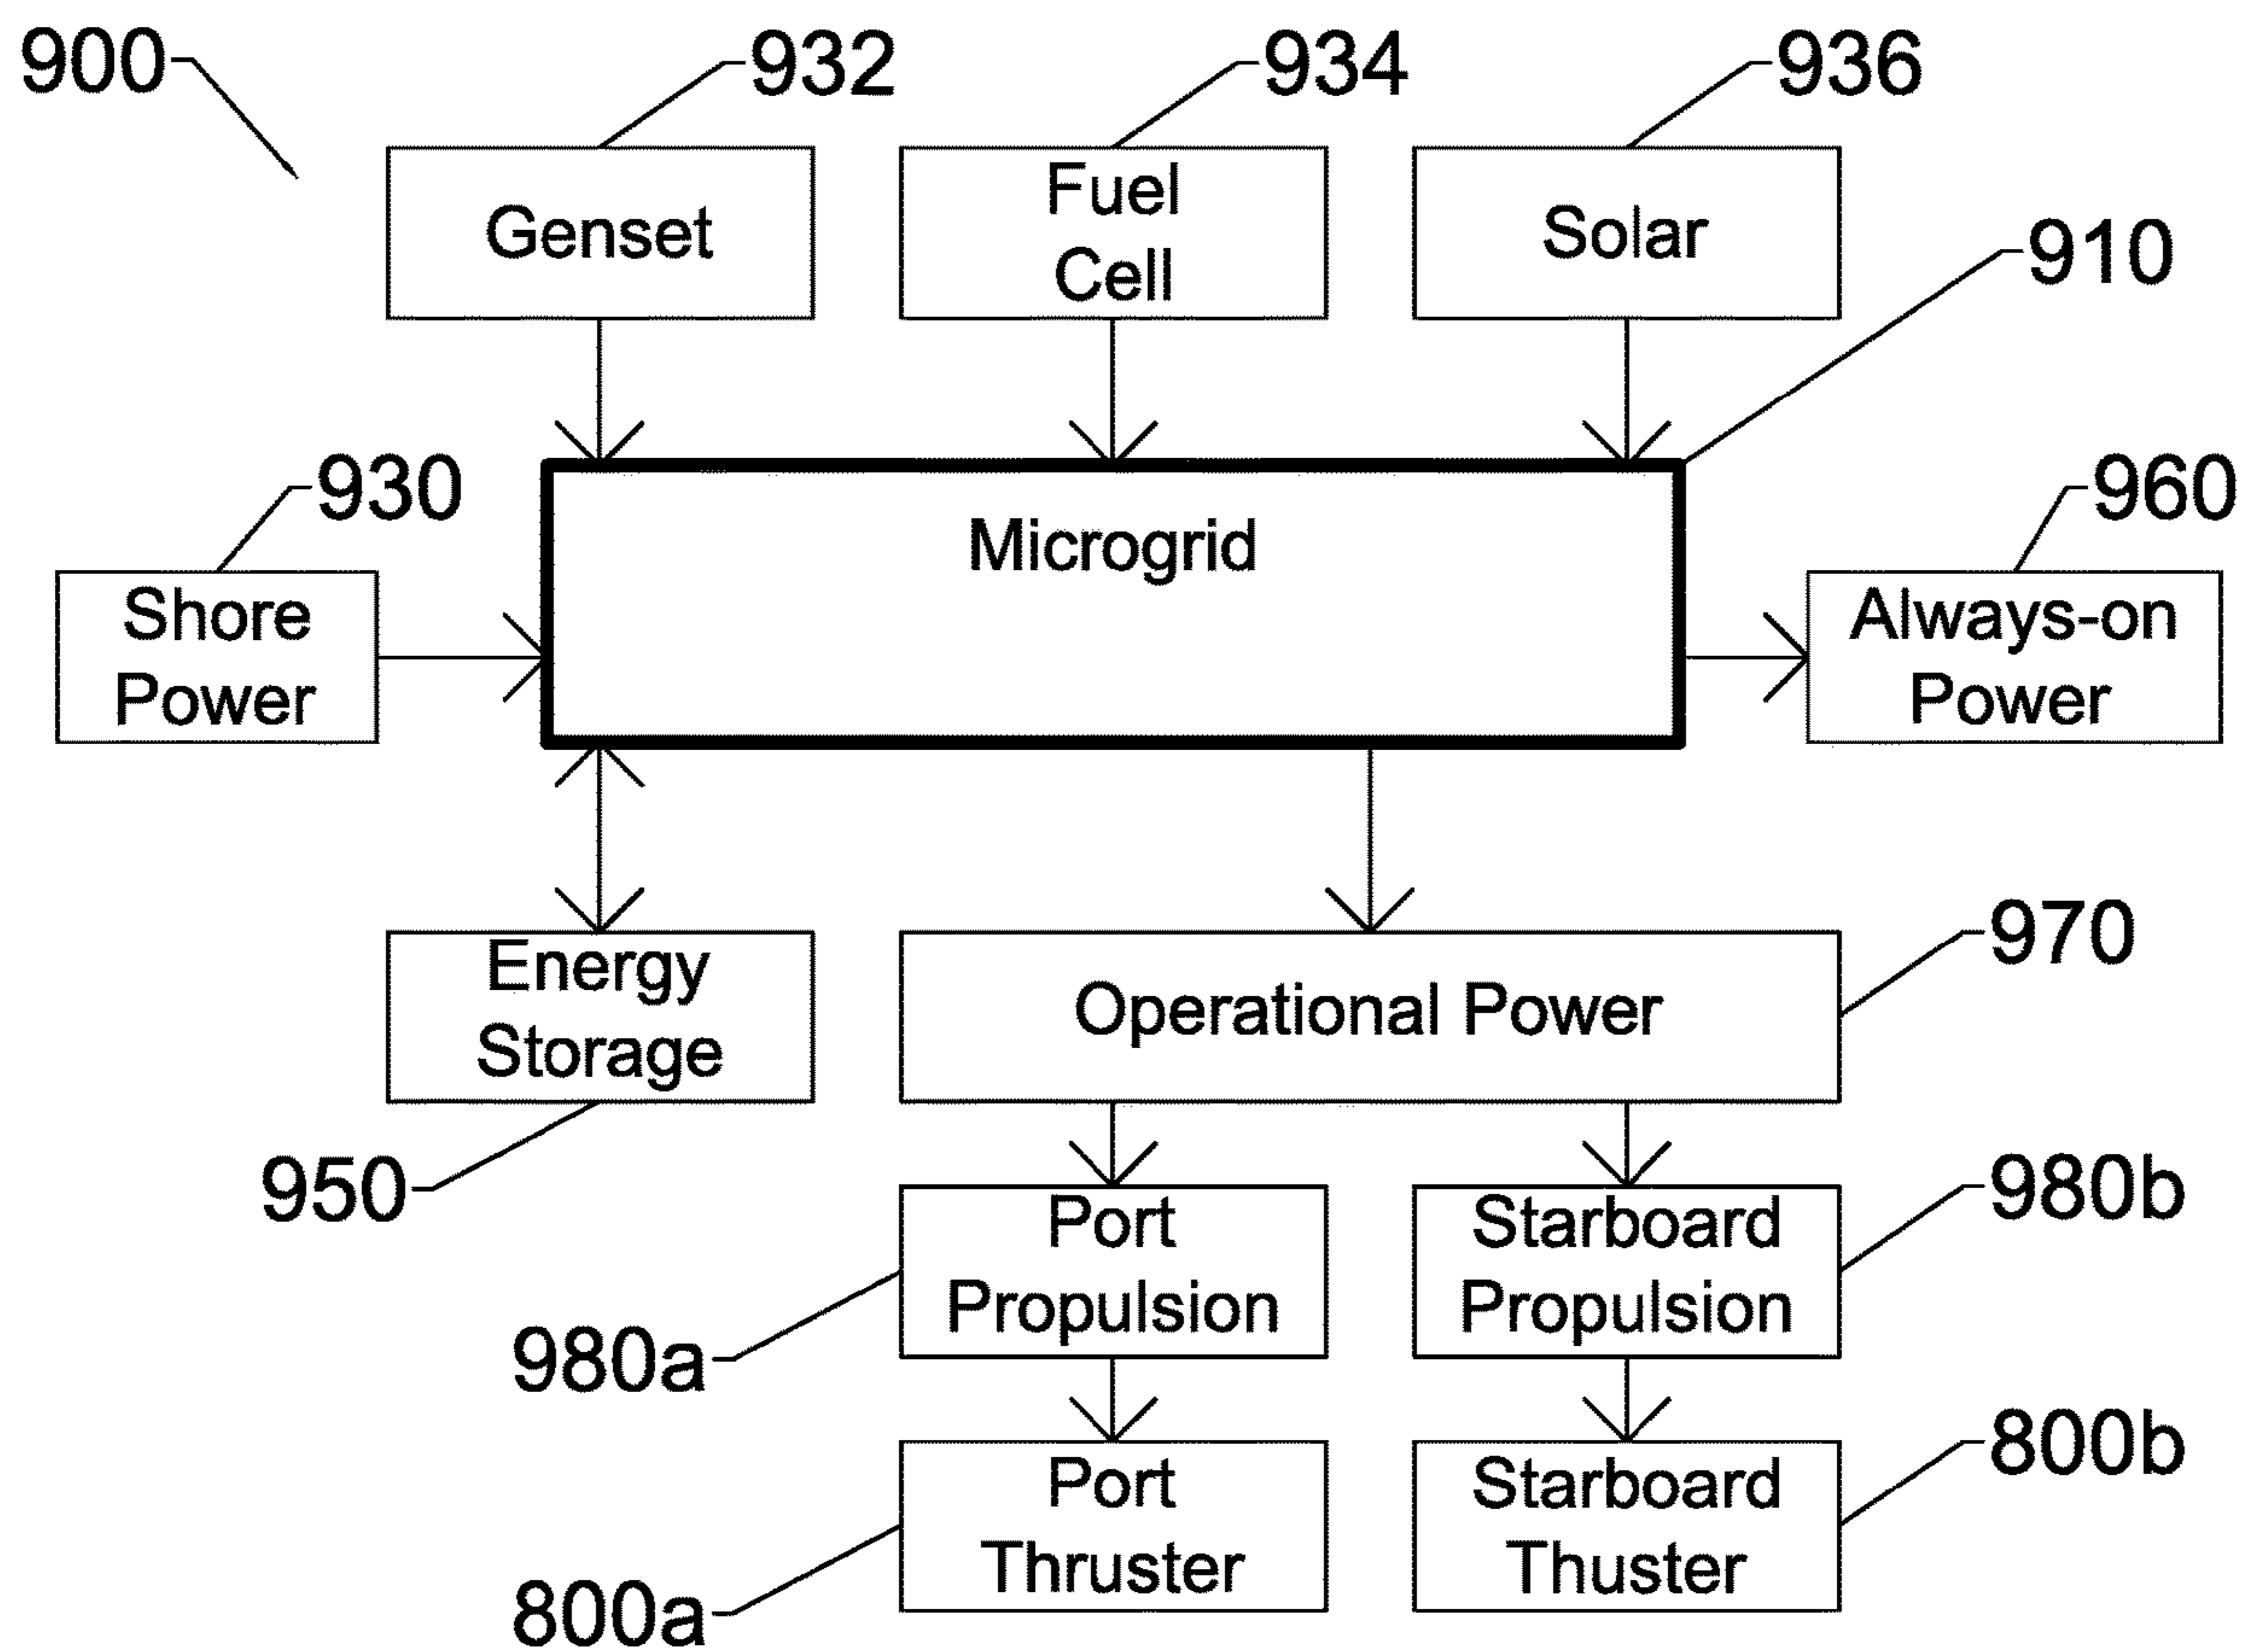 900
932
934
936
Genset
Fuel
Cell
Solar
910
930
Microgrid
960
Shore
Power
Always-on
Power
Energy
Storage
Operational Power
970
950
Port
Propulsion
Starboard
Propulsion
980b
980a
Port
Thruster
Starboard
Thuster
800b
800a